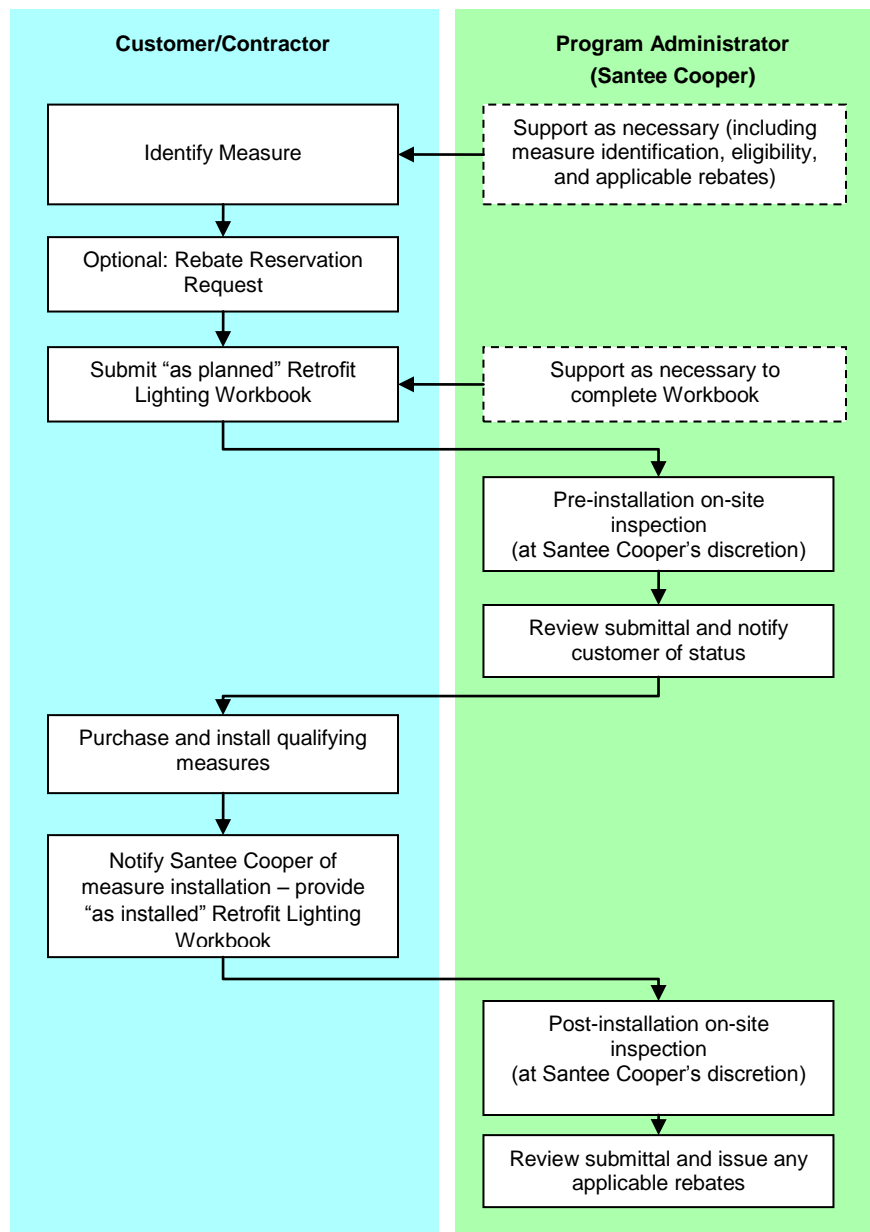 Customer/Contractor
Program Administrator
(Santee Cooper)
Identify Measure
Support as necessary (including
measure identification, eligibility,
and applicable rebates)
Optional: Rebate Reservation
Request
Submit “as planned” Retrofit
Lighting Workbook
Support as necessary to
complete Workbook
Pre-installation on-site
inspection
(at Santee Cooper’s discretion)
Review submittal and notify
customer of status
Purchase and install qualifying
measures
Notify Santee Cooper of
measure installation – provide
“as installed” Retrofit Lighting
Workbook
Post-installation on-site
inspection
(at Santee Cooper’s discretion)
Review submittal and issue any
applicable rebates